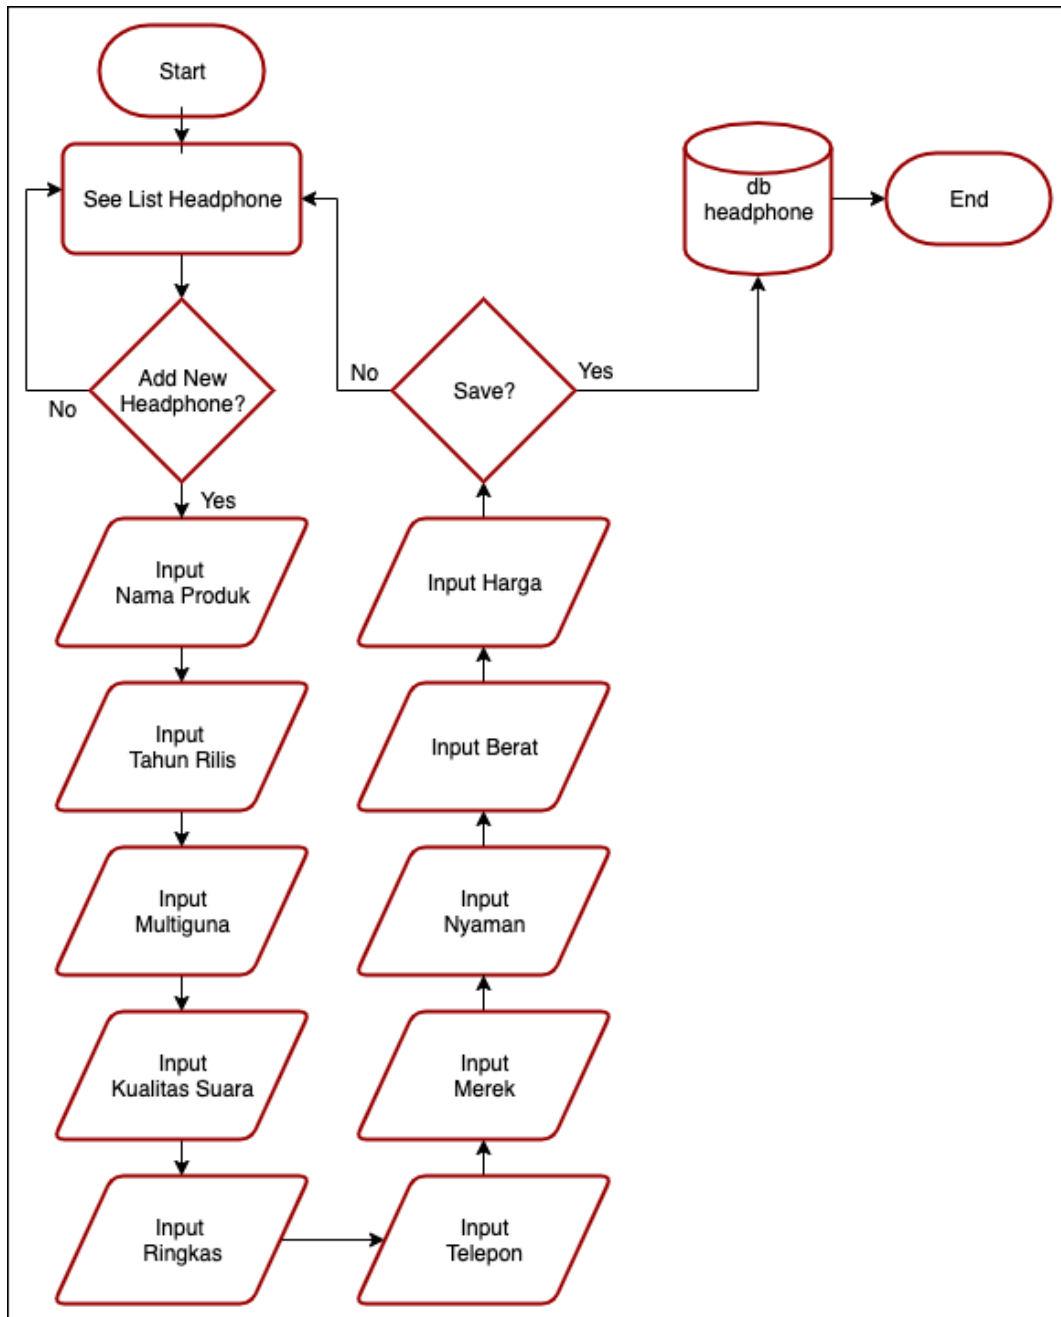 Start
See List Headphone
Add New
Headphone?
No
Yes
Input
Nama Produk
Input
Tahun Rilis
Input
Multiguna
Input
Kualitas Suara
Input
Ringkas
Input
Telepon
Input
Merek
Input
Nyaman
Input Berat
Input Harga
Save?
No
Yes
db
headphone
End